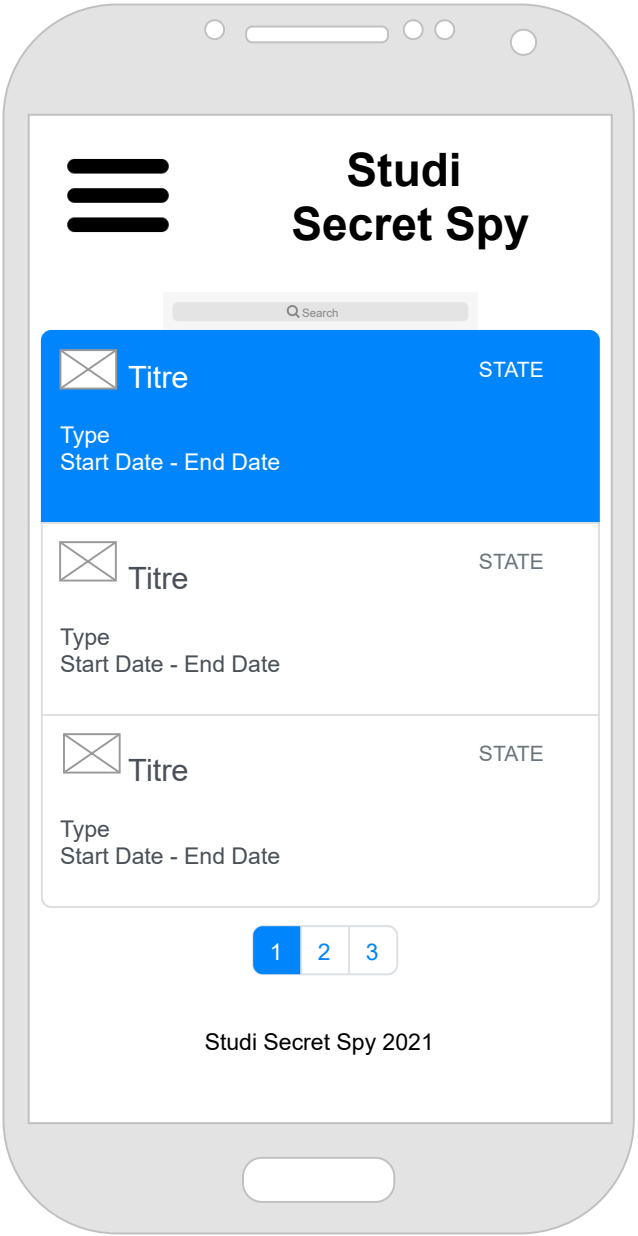 Studi
Secret Spy
Search
Titre
STATE
Type
Start Date - End Date
Titre
STATE
Type
Start Date - End Date
Titre
STATE
Type
Start Date - End Date
1 2 3
Studi Secret Spy 2021